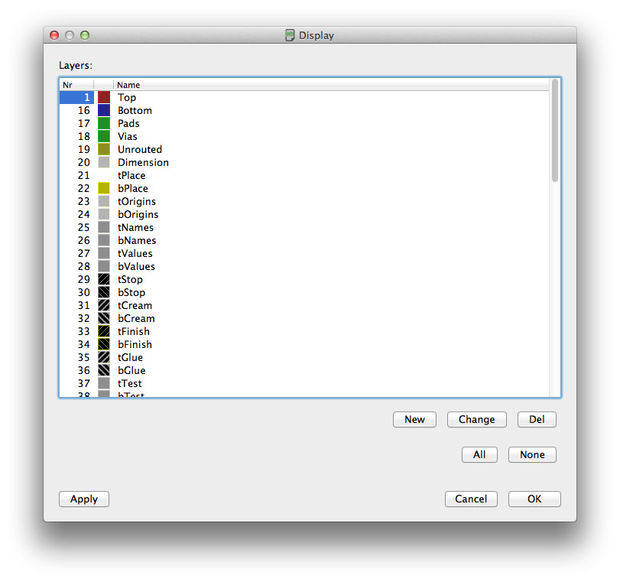 Display
Layers:
Nr Name
1 Top
16 Bottom
17 Pads
18 Vias
19 Unrouted
20 Dimension
21 tPlace
22 bPlace
23 tOrigins
24 bOrigins
25 tNames
26 bNames
27 tValues
28 bValues
29 tStop
30 bStop
31 tCream
32 bCream
33 tFinish
34 bFinish
35 tGlue
36 bGlue
37 tTest
38 bTest
New Change Del
All None
Apply Cancel OK